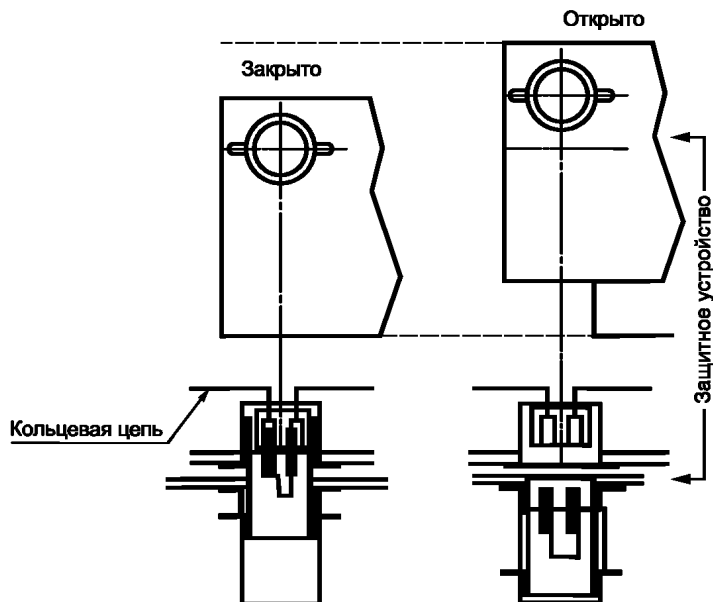 Открыто
Закрыто
Защитное устройство
Кольцевая цепь